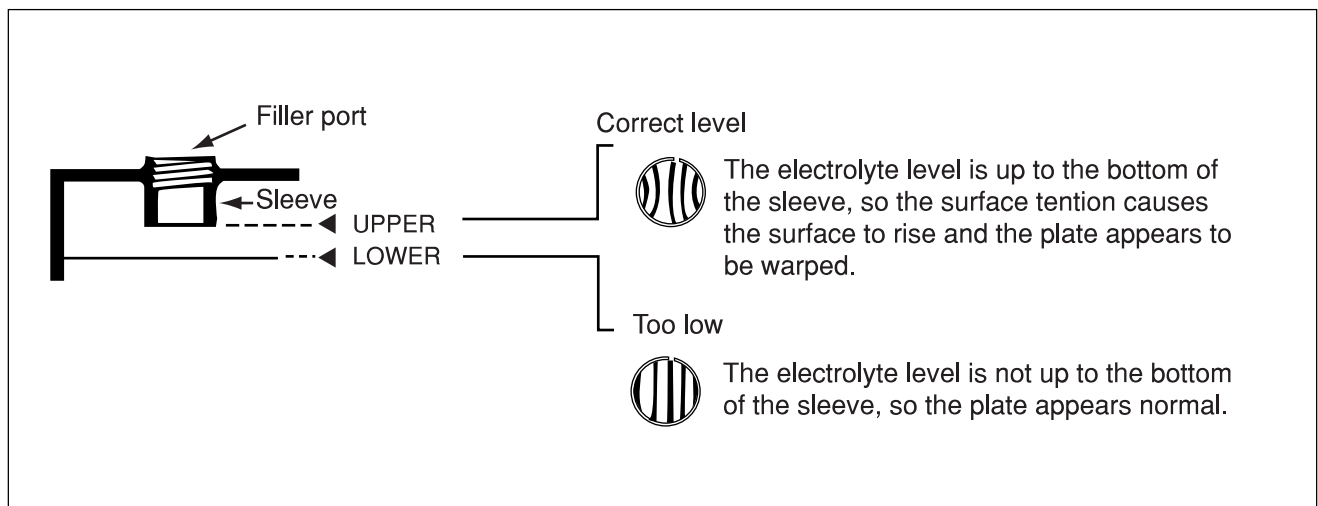 Filler port
Sleeve
UPPER
LOWER
Correct level
The electrolyte level is up to the bottom of
the sleeve, so the surface tention causes
the surface to rise and the plate appears to
be warped.
Too low
The electrolyte level is not up to the bottom
of the sleeve, so the plate appears normal.